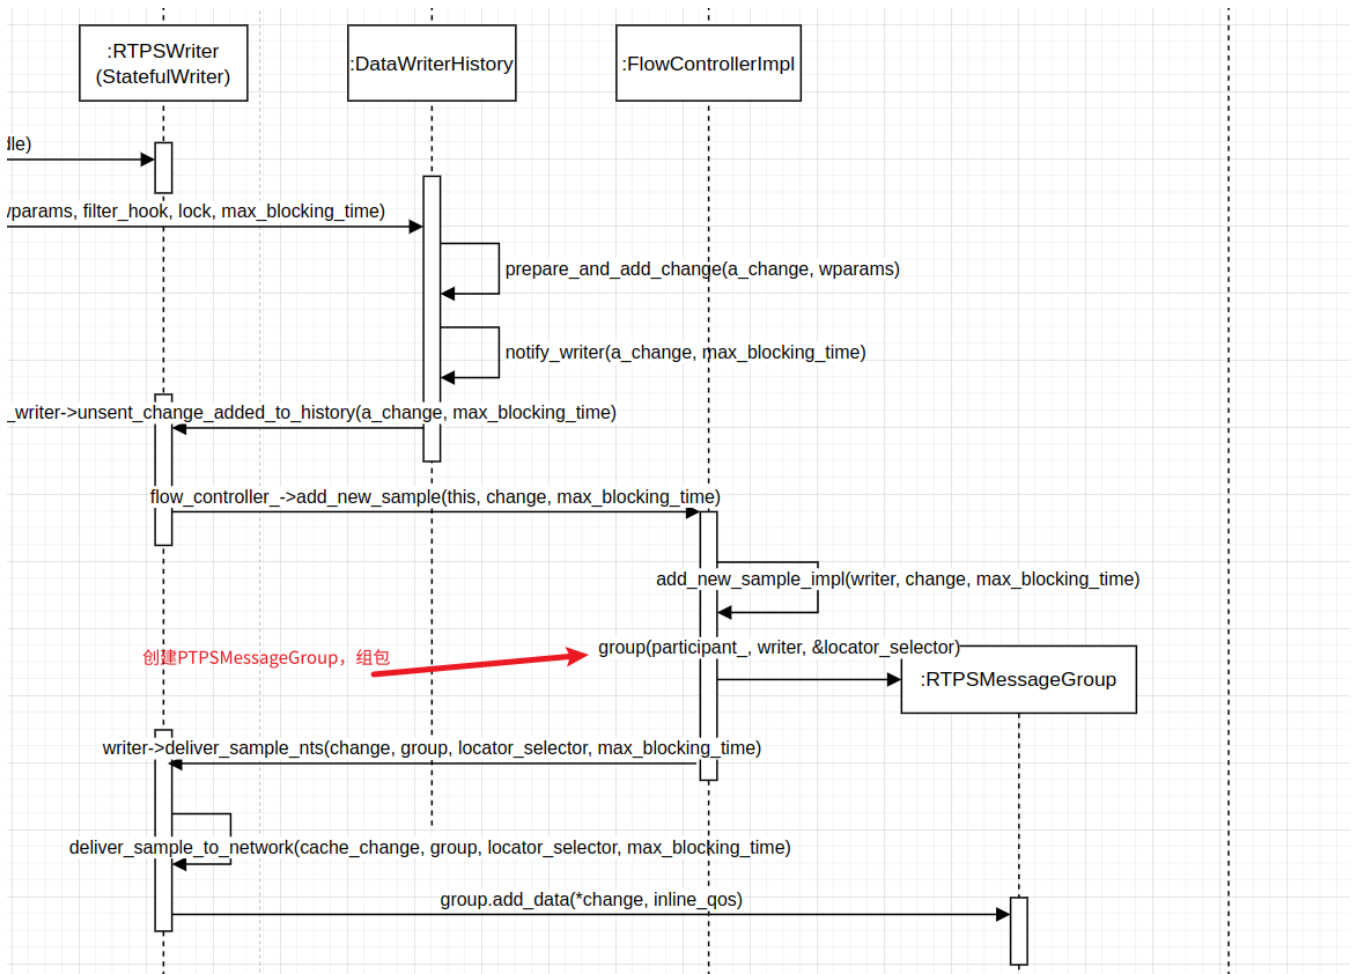 :RTPSWriter
(StatefulWriter)
:DataWriterHistory
:FlowControllerImpl
dle)
params, filter_hook, lock, max_blocking_time)
prepare_and_add_change(a_change, wparams)
notify_writer(a_change, max_blocking_time)
_writer->unsent_change_added_to_history(a_change, max_blocking_time)
flow_controller_->add_new_sample(this, change, max_blocking_time)
add_new_sample_impl(writer, change, max_blocking_time)
创建PTPSMessageGroup，组包
group(participant_, writer, &locator_selector)
:RTPSMessageGroup
writer->deliver_sample_nts(change, group, locator_selector, max_blocking_time)
deliver_sample_to_network(cache_change, group, locator_selector, max_blocking_time)
group.add_data(*change, inline_qos)